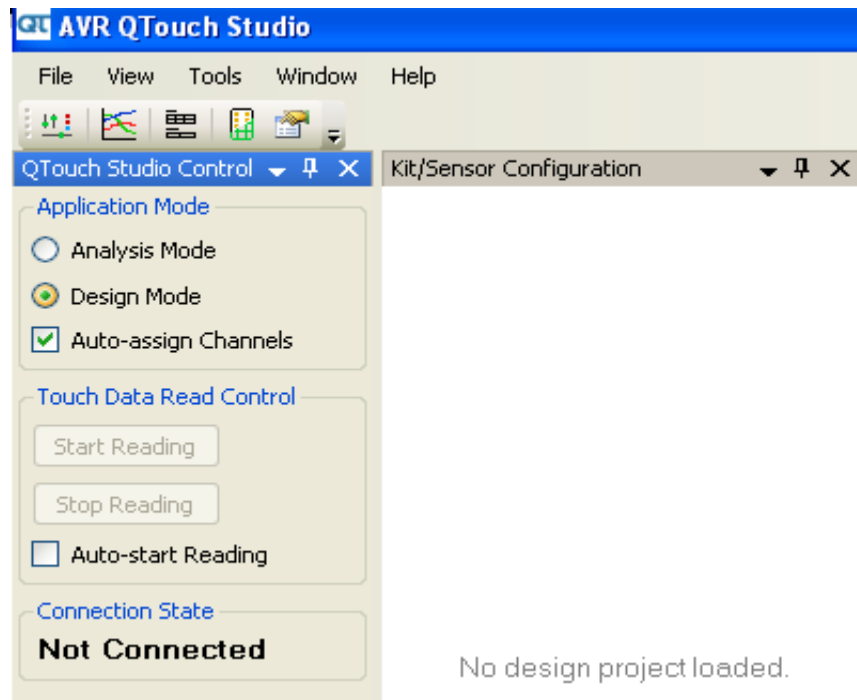 QT AVR QTouch Studio
File View Tools Window Help
QTouch Studio Control
Kit/Sensor Configuration
Application Mode
Analysis Mode
Design Mode
Auto-assign Channels
Touch Data Read Control
Start Reading
Stop Reading
Auto-start Reading
Connection State
Not Connected
No design project loaded.